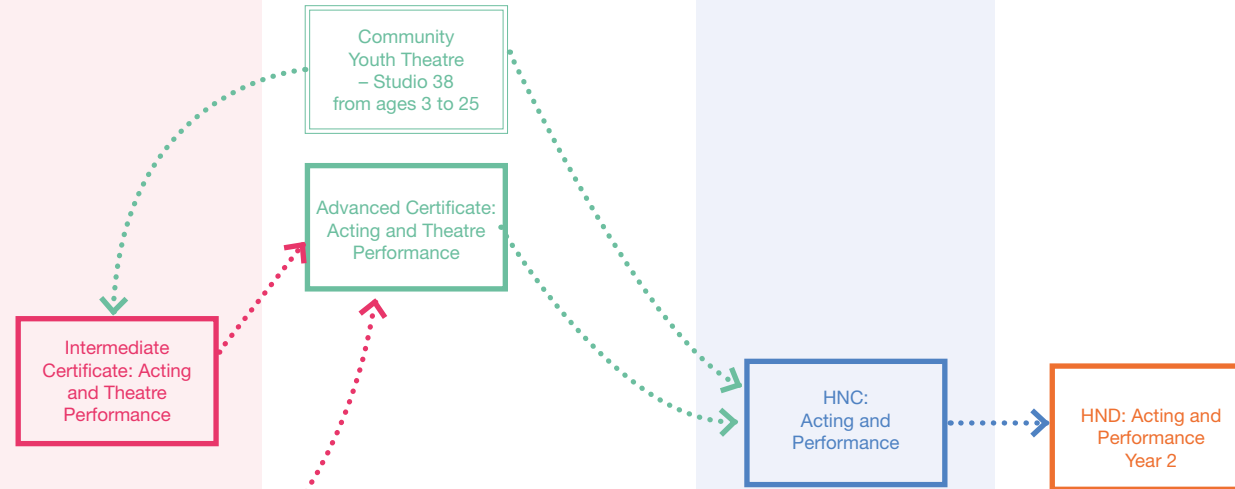 Community
Youth Theatre
– Studio 38
from ages 3 to 25
Advanced Certificate:
Acting and Theatre
Performance
Intermediate
Certificate: Acting
and Theatre
Performance
HNC:
Acting and
Performance
HND: Acting and
Performance
Year 2